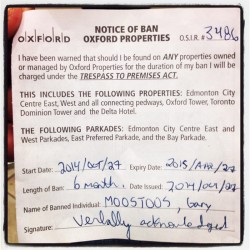 OXFORD
NOTICE OF BAN
OXFORD PROPERTIES O.S.I.R. # 3486
I have been warned that should I be found on ANY properties owned
or managed by Oxford Properties for the duration of my ban I will be
charged under the TRESPASS TO PREMISES ACT.
THIS INCLUDES THE FOLLOWING PROPERTIES: Edmonton City
Centre East, West and all connecting pedways, Oxford Tower, Toronto
Dominion Tower and the Delta Hotel.
THE FOLLOWING PARKADES: Edmonton City Centre East and
West Parkades, East Preferred Parkade, and the Bay Parkade.
Start Date: 2014/OCT/27 Expiry Date: 2015/APR/27
Length of Ban: 6 month. Date Issued: 2014/Oct/27
Name of Banned Individual: MOOSTOOS, Gary
Signature: Verbally acknowledged